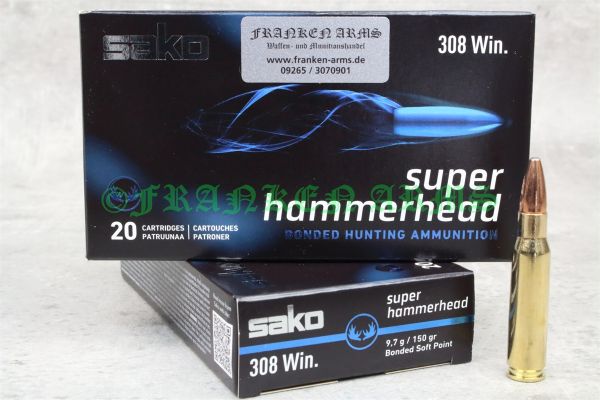 sako
FRANKEN ARMS
Waffen- und Munitionshandel
www.franken-arms.de
09265 / 3070901
308 Win.
©FRANKEN ARMS
super
hammerhead
BONDED HUNTING AMMUNITION
20 CARTRIDGES | CARTOUCHES
PATRUUNAA | PATRONER
20
sako
super
hammerhead
308 Win.
9,7 g / 150 gr
Bonded Soft Point